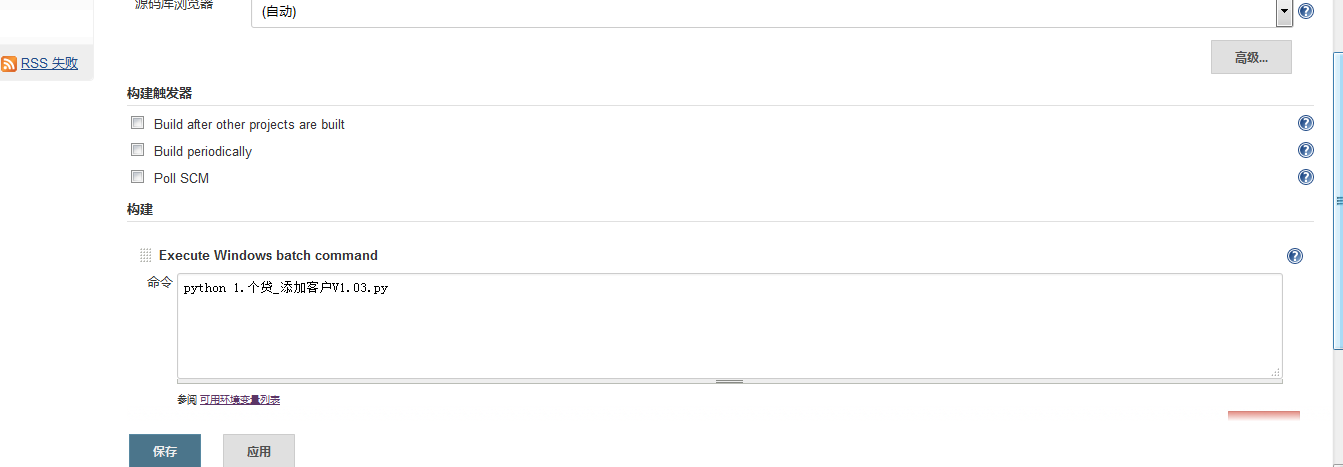 源码库浏览器
(自动)
高级...
RSS 失败
构建触发器
Build after other projects are built
Build periodically
Poll SCM
构建
Execute Windows batch command
命令
python 1.个贷_添加客户V1.03.py
参阅 可用环境变量列表
保存
应用